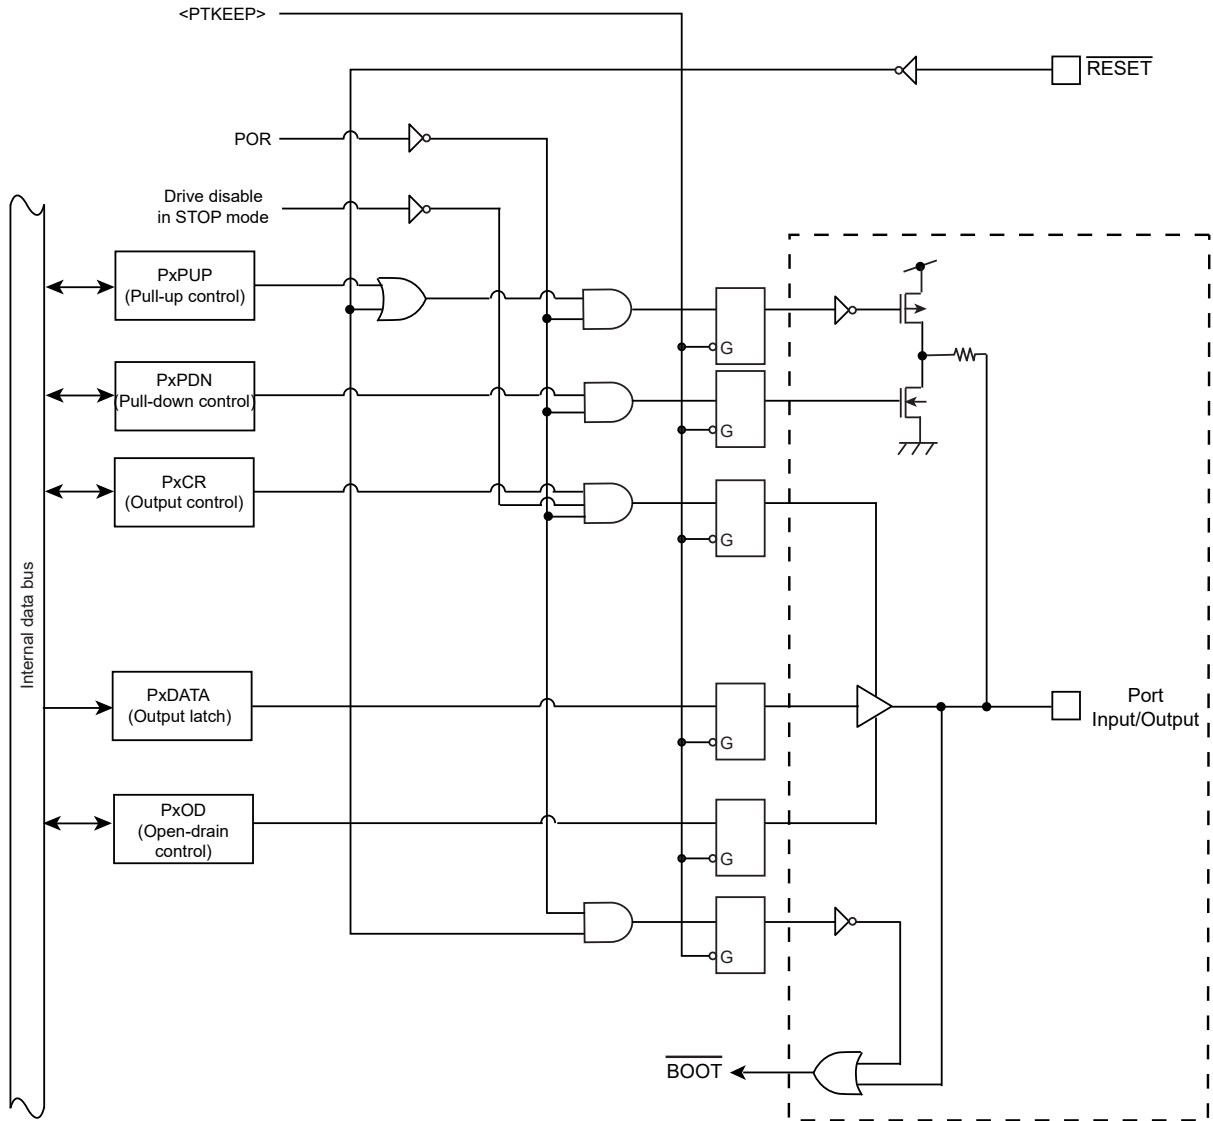 <PTKEEP>
RESET
POR
Drive disable
in STOP mode
PxPUP
(Pull-up control)
G
PxPDN
(Pull-down control)
G
PxCR
(Output control)
G
Internal data bus
PxDATA
(Output latch)
G
Port
Input/Output
PxOD
(Open-drain
control)
G
G
BOOT